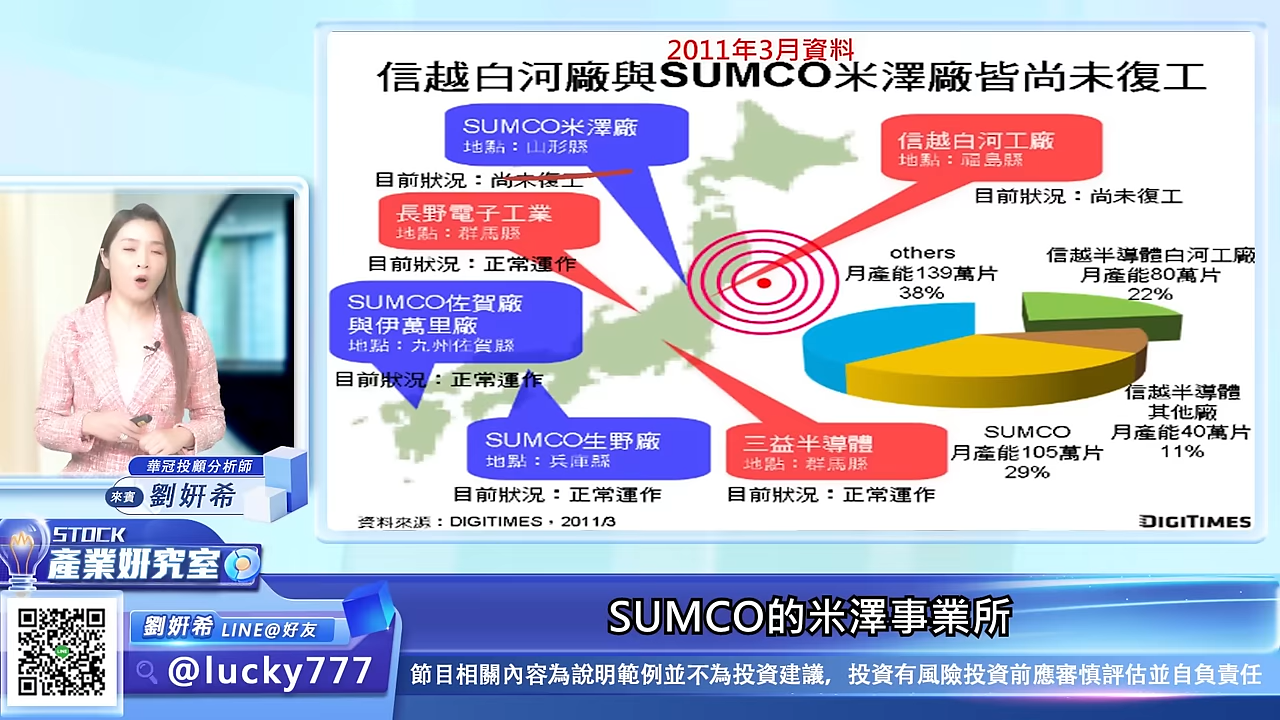 2011年3月資料
信越白河廠與SUMCO米澤廠皆尚未復工
SUMCO米澤廠
地點：山形縣
目前狀況：尚未復工
信越白河工廠
地點：福島縣
目前狀況：尚未復工
長野電子工業
地點：群馬縣
目前狀況：正常運作
SUMCO佐賀廠
與伊萬里廠
地點：九州佐賀縣
目前狀況：正常運作
SUMCO生野廠
地點：兵庫縣
目前狀況：正常運作
三益半導體
地點：群馬縣
目前狀況：正常運作
others
月產能139萬片
38%
信越半導體白河工廠
月產能80萬片
22%
信越半導體
其他廠
月產能40萬片
11%
SUMCO
月產能105萬片
29%
資料來源：DIGITIMES，2011/3
DIGITIMES
華冠投顧分析師
來賓 劉妍希
STOCK
產業妍究室
劉妍希 LINE@好友
@lucky777
LINE
SUMCO的米澤事業所
節目相關內容為說明範例並不為投資建議，投資有風險投資前應審慎評估並自負責任